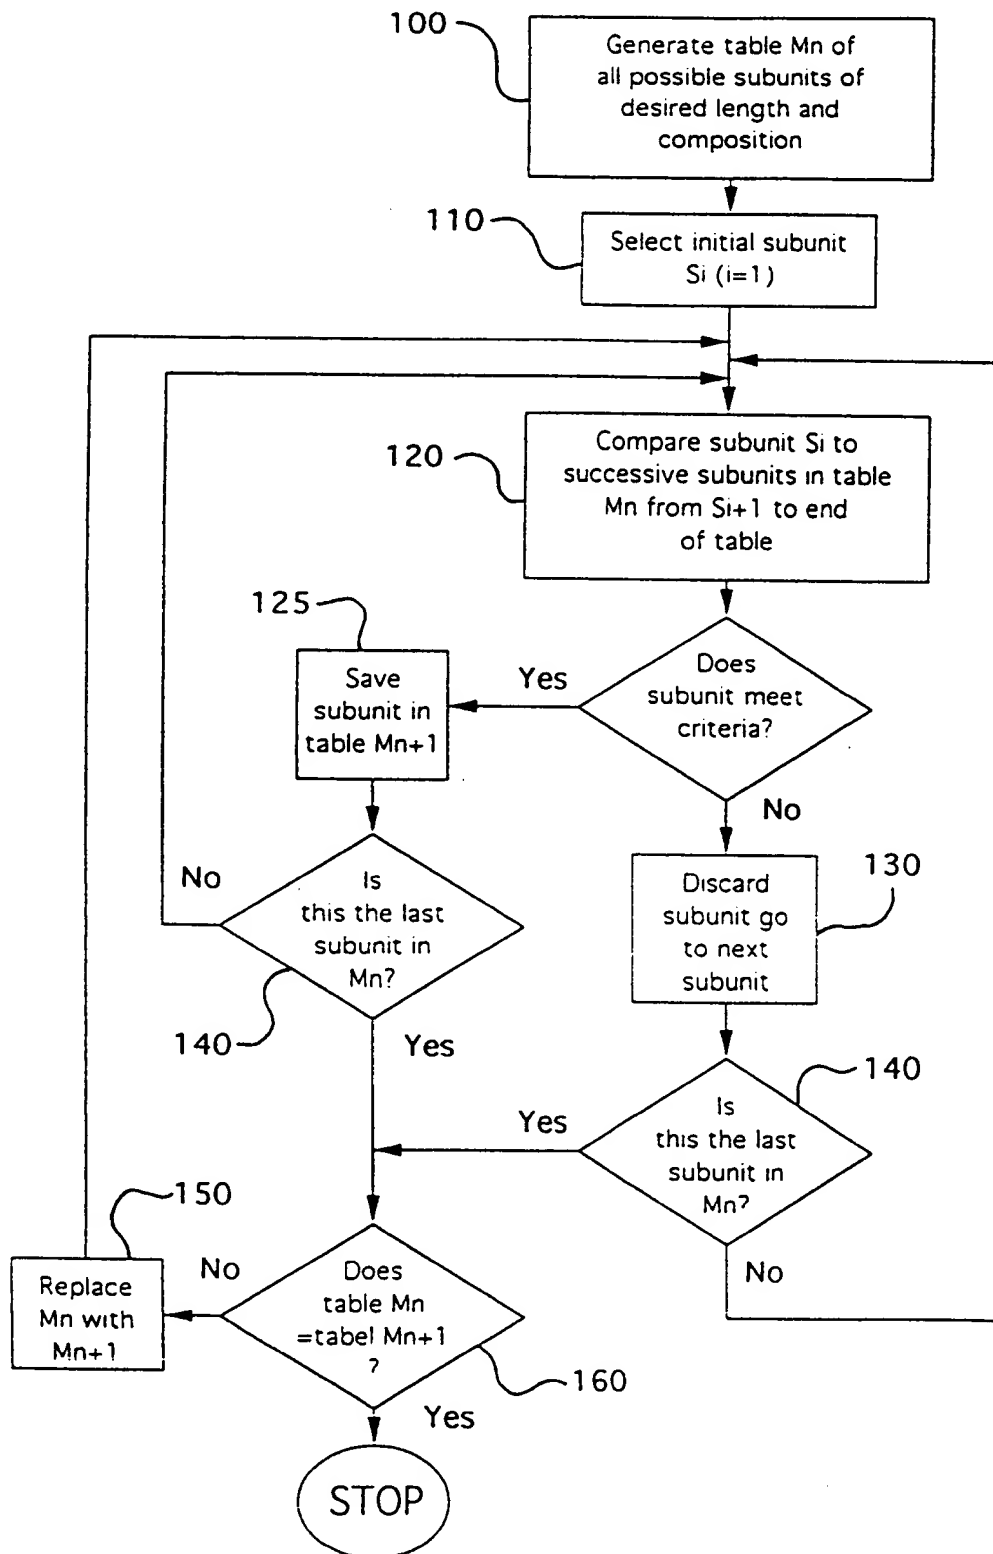 100
Generate table Mn of
all possible subunits of
desired length and
composition
110
Select initial subunit
Si (i=1)
120
Compare subunit Si to
successive subunits in table
Mn from Si+1 to end
of table
125
Save
subunit in
table Mn+1
Yes
Does
subunit meet
criteria?
No
No
Is
this the last
subunit in
Mn?
130
Discard
subunit go
to next
subunit
140
Yes
140
Yes
Is
this the last
subunit in
Mn?
No
150
Replace
Mn with
Mn+1
No
Does
table Mn
=tabel Mn+1
?
160
Yes
STOP